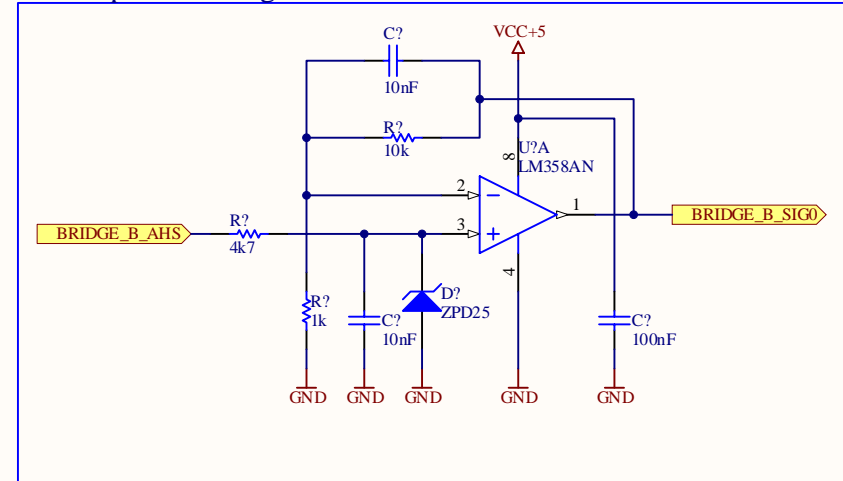 C?
10nF
VCC+5
R?
10k
8
U?A
LM358AN
2
1
BRIDGE_B_SIG0
3
BRIDGE_B_AHS
R?
4k7
4
R?
1k
C?
10nF
D?
ZPD25
C?
100nF
GND
GND
GND
GND
GND